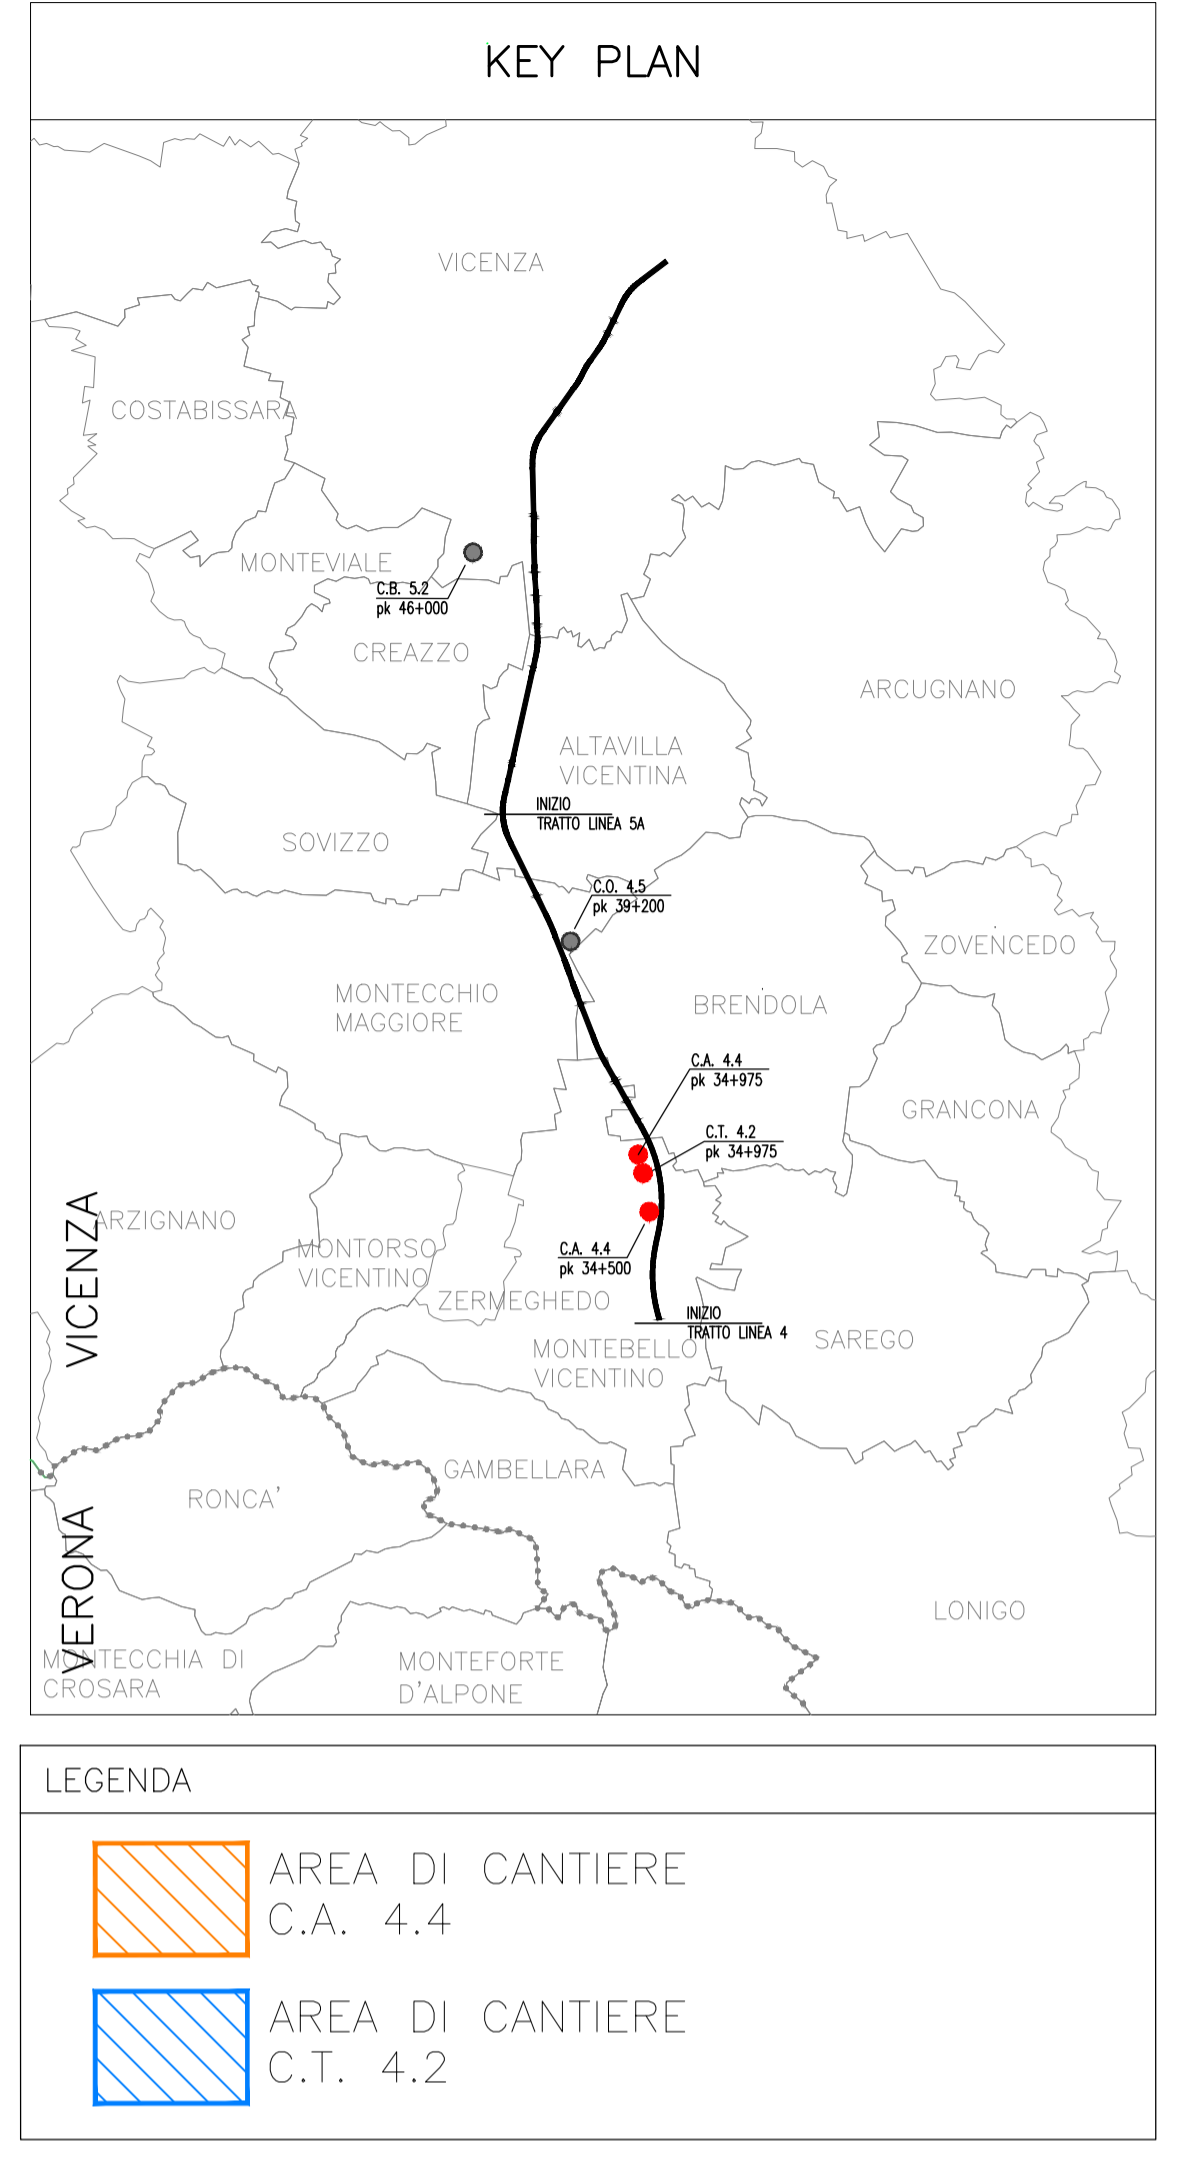 KEY PLAN
VICENZA
COSTABISSARA
MONTEVIALE
C.B. 5.2
pk 46+000
CREAZZO
ARCUGNANO
ALTAVILLA
VICENTINA
INIZIO
TRATTO LINEA 5A
SOVIZZO
C.O. 4.5
pk 39+200
ZOVENCEDO
MONTECCHIO
MAGGIORE
BRENDOLA
C.A. 4.4
pk 34+975
GRANCONA
C.T. 4.2
pk 34+975
VICENZA
ARZIGNANO
MONTORSO
VICENTINO
C.A. 4.4
pk 34+500
ZERMEGHEDO
INIZIO
TRATTO LINEA 4
SAREGO
MONTEBELLO
VICENTINO
GAMBELLARA
RONCA'
VERONA
LONIGO
MONTECCHIA DI
CROSARA
MONTEFORTE
D'ALPONE
LEGENDA
AREA DI CANTIERE
C.A. 4.4
AREA DI CANTIERE
C.T. 4.2